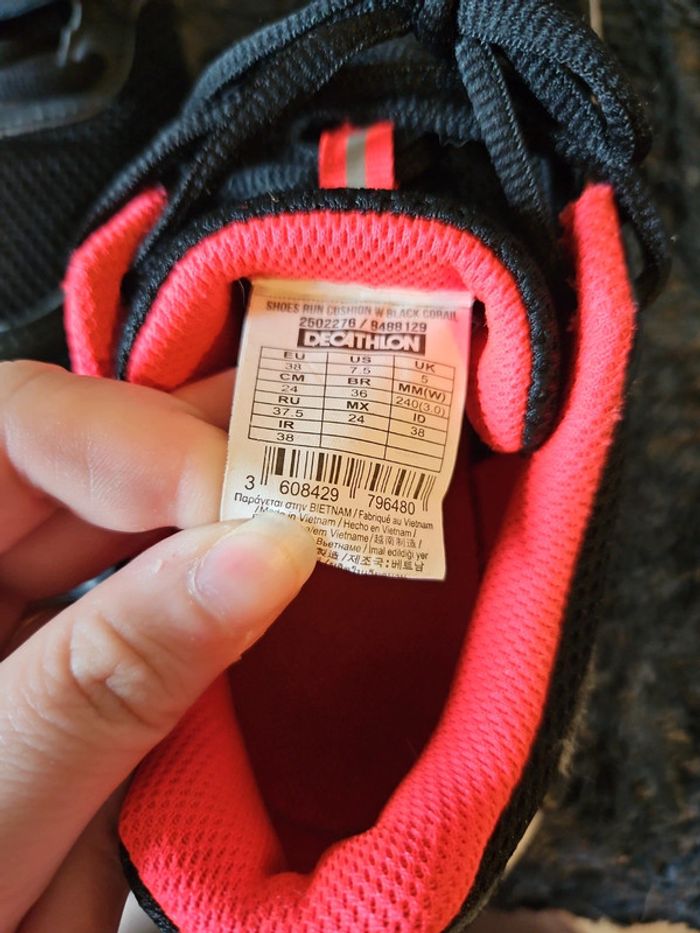 SHOES RUN CUSHION W BLACK CORAIL
2502276 / 8488129
DECATHLON
EU US UK
38 7.5 5
CM BR MM(W)
24 36 240(3.0)
RU MX ID
37.5 24 38
IR
38
3 608429 796480
Παράγεται στην ΒΙΕΤΝΑΜ / Fabriqué au Vietnam
/ Made in Vietnam / Hecho en Vietnam /
em Vietname / 越南制造 /
Вьетнаме / İmal edildiği yer
/ 제조국 : 베트남